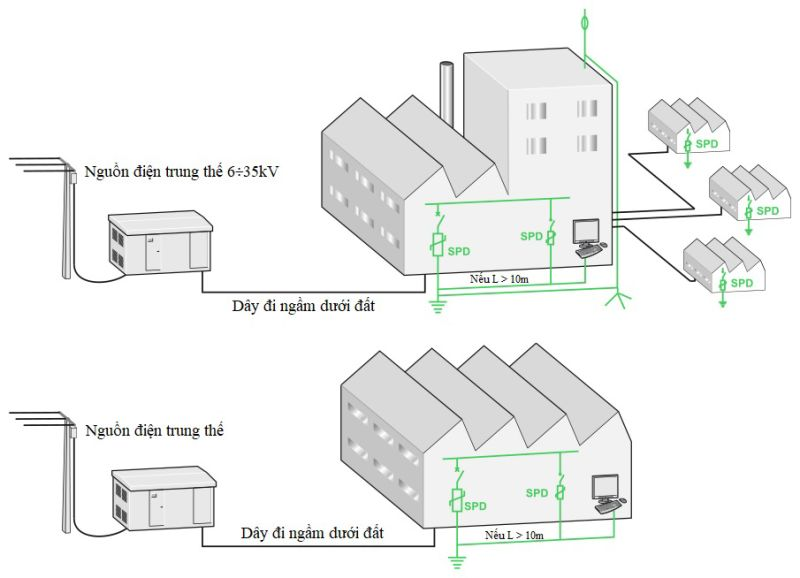 Nguồn điện trung thế 6÷35kV
SPD
SPD
SPD
SPD
SPD
Nếu L > 10m
Dây đi ngầm dưới đất
Nguồn điện trung thế
SPD
SPD
Dây đi ngầm dưới đất
Nếu L > 10m